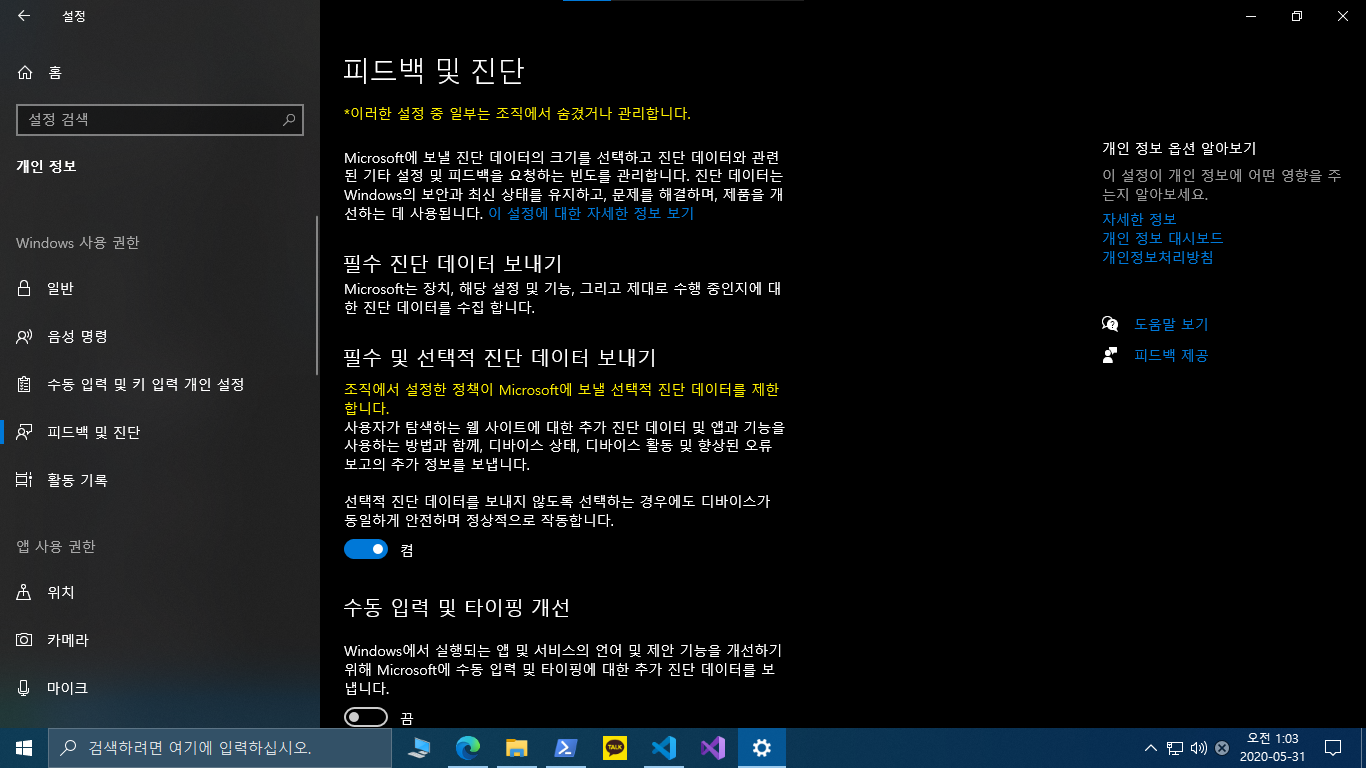 설정
홈
설정 검색
개인 정보
Windows 사용 권한
일반
음성 명령
수동 입력 및 키 입력 개인 설정
피드백 및 진단
활동 기록
앱 사용 권한
위치
카메라
마이크
피드백 및 진단
*이러한 설정 중 일부는 조직에서 숨겼거나 관리합니다.
Microsoft에 보낼 진단 데이터의 크기를 선택하고 진단 데이터와 관련
된 기타 설정 및 피드백을 요청하는 빈도를 관리합니다. 진단 데이터는
Windows의 보안과 최신 상태를 유지하고, 문제를 해결하며, 제품을 개
선하는 데 사용됩니다. 이 설정에 대한 자세한 정보 보기
필수 진단 데이터 보내기
Microsoft는 장치, 해당 설정 및 기능, 그리고 제대로 수행 중인지에 대
한 진단 데이터를 수집 합니다.
필수 및 선택적 진단 데이터 보내기
조직에서 설정한 정책이 Microsoft에 보낼 선택적 진단 데이터를 제한
합니다.
사용자가 탐색하는 웹 사이트에 대한 추가 진단 데이터 및 앱과 기능을
사용하는 방법과 함께, 디바이스 상태, 디바이스 활동 및 향상된 오류
보고의 추가 정보를 보냅니다.
선택적 진단 데이터를 보내지 않도록 선택하는 경우에도 디바이스가
동일하게 안전하며 정상적으로 작동합니다.
켬
수동 입력 및 타이핑 개선
Windows에서 실행되는 앱 및 서비스의 언어 및 제안 기능을 개선하기
위해 Microsoft에 수동 입력 및 타이핑에 대한 추가 진단 데이터를 보
냅니다.
끔
개인 정보 옵션 알아보기
이 설정이 개인 정보에 어떤 영향을 주
는지 알아보세요.
자세한 정보
개인 정보 대시보드
개인정보처리방침
도움말 보기
피드백 제공
검색하려면 여기에 입력하십시오.
TALK
오전 1:03
2020-05-31